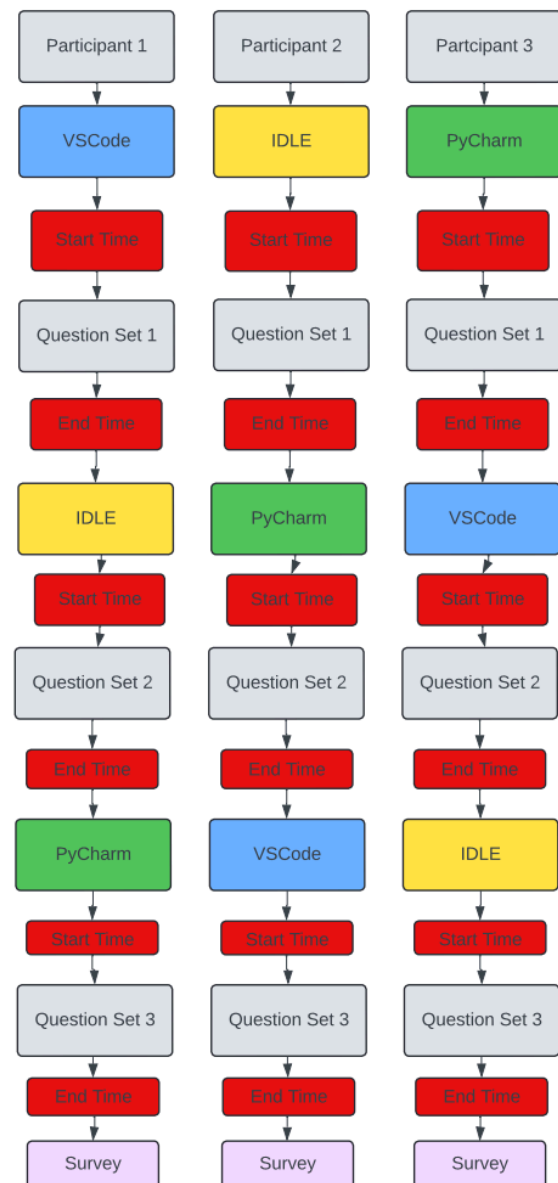 Participant 1
Participant 2
Partcipant 3
VSCode
IDLE
PyCharm
Start Time
Start Time
Start Time
Question Set 1
Question Set 1
Question Set 1
End Time
End Time
End Time
IDLE
PyCharm
VSCode
Start Time
Start Time
Start Time
Question Set 2
Question Set 2
Question Set 2
End Time
End Time
End Time
PyCharm
VSCode
IDLE
Start Time
Start Time
Start Time
Question Set 3
Question Set 3
Question Set 3
End Time
End Time
End Time
Survey
Survey
Survey